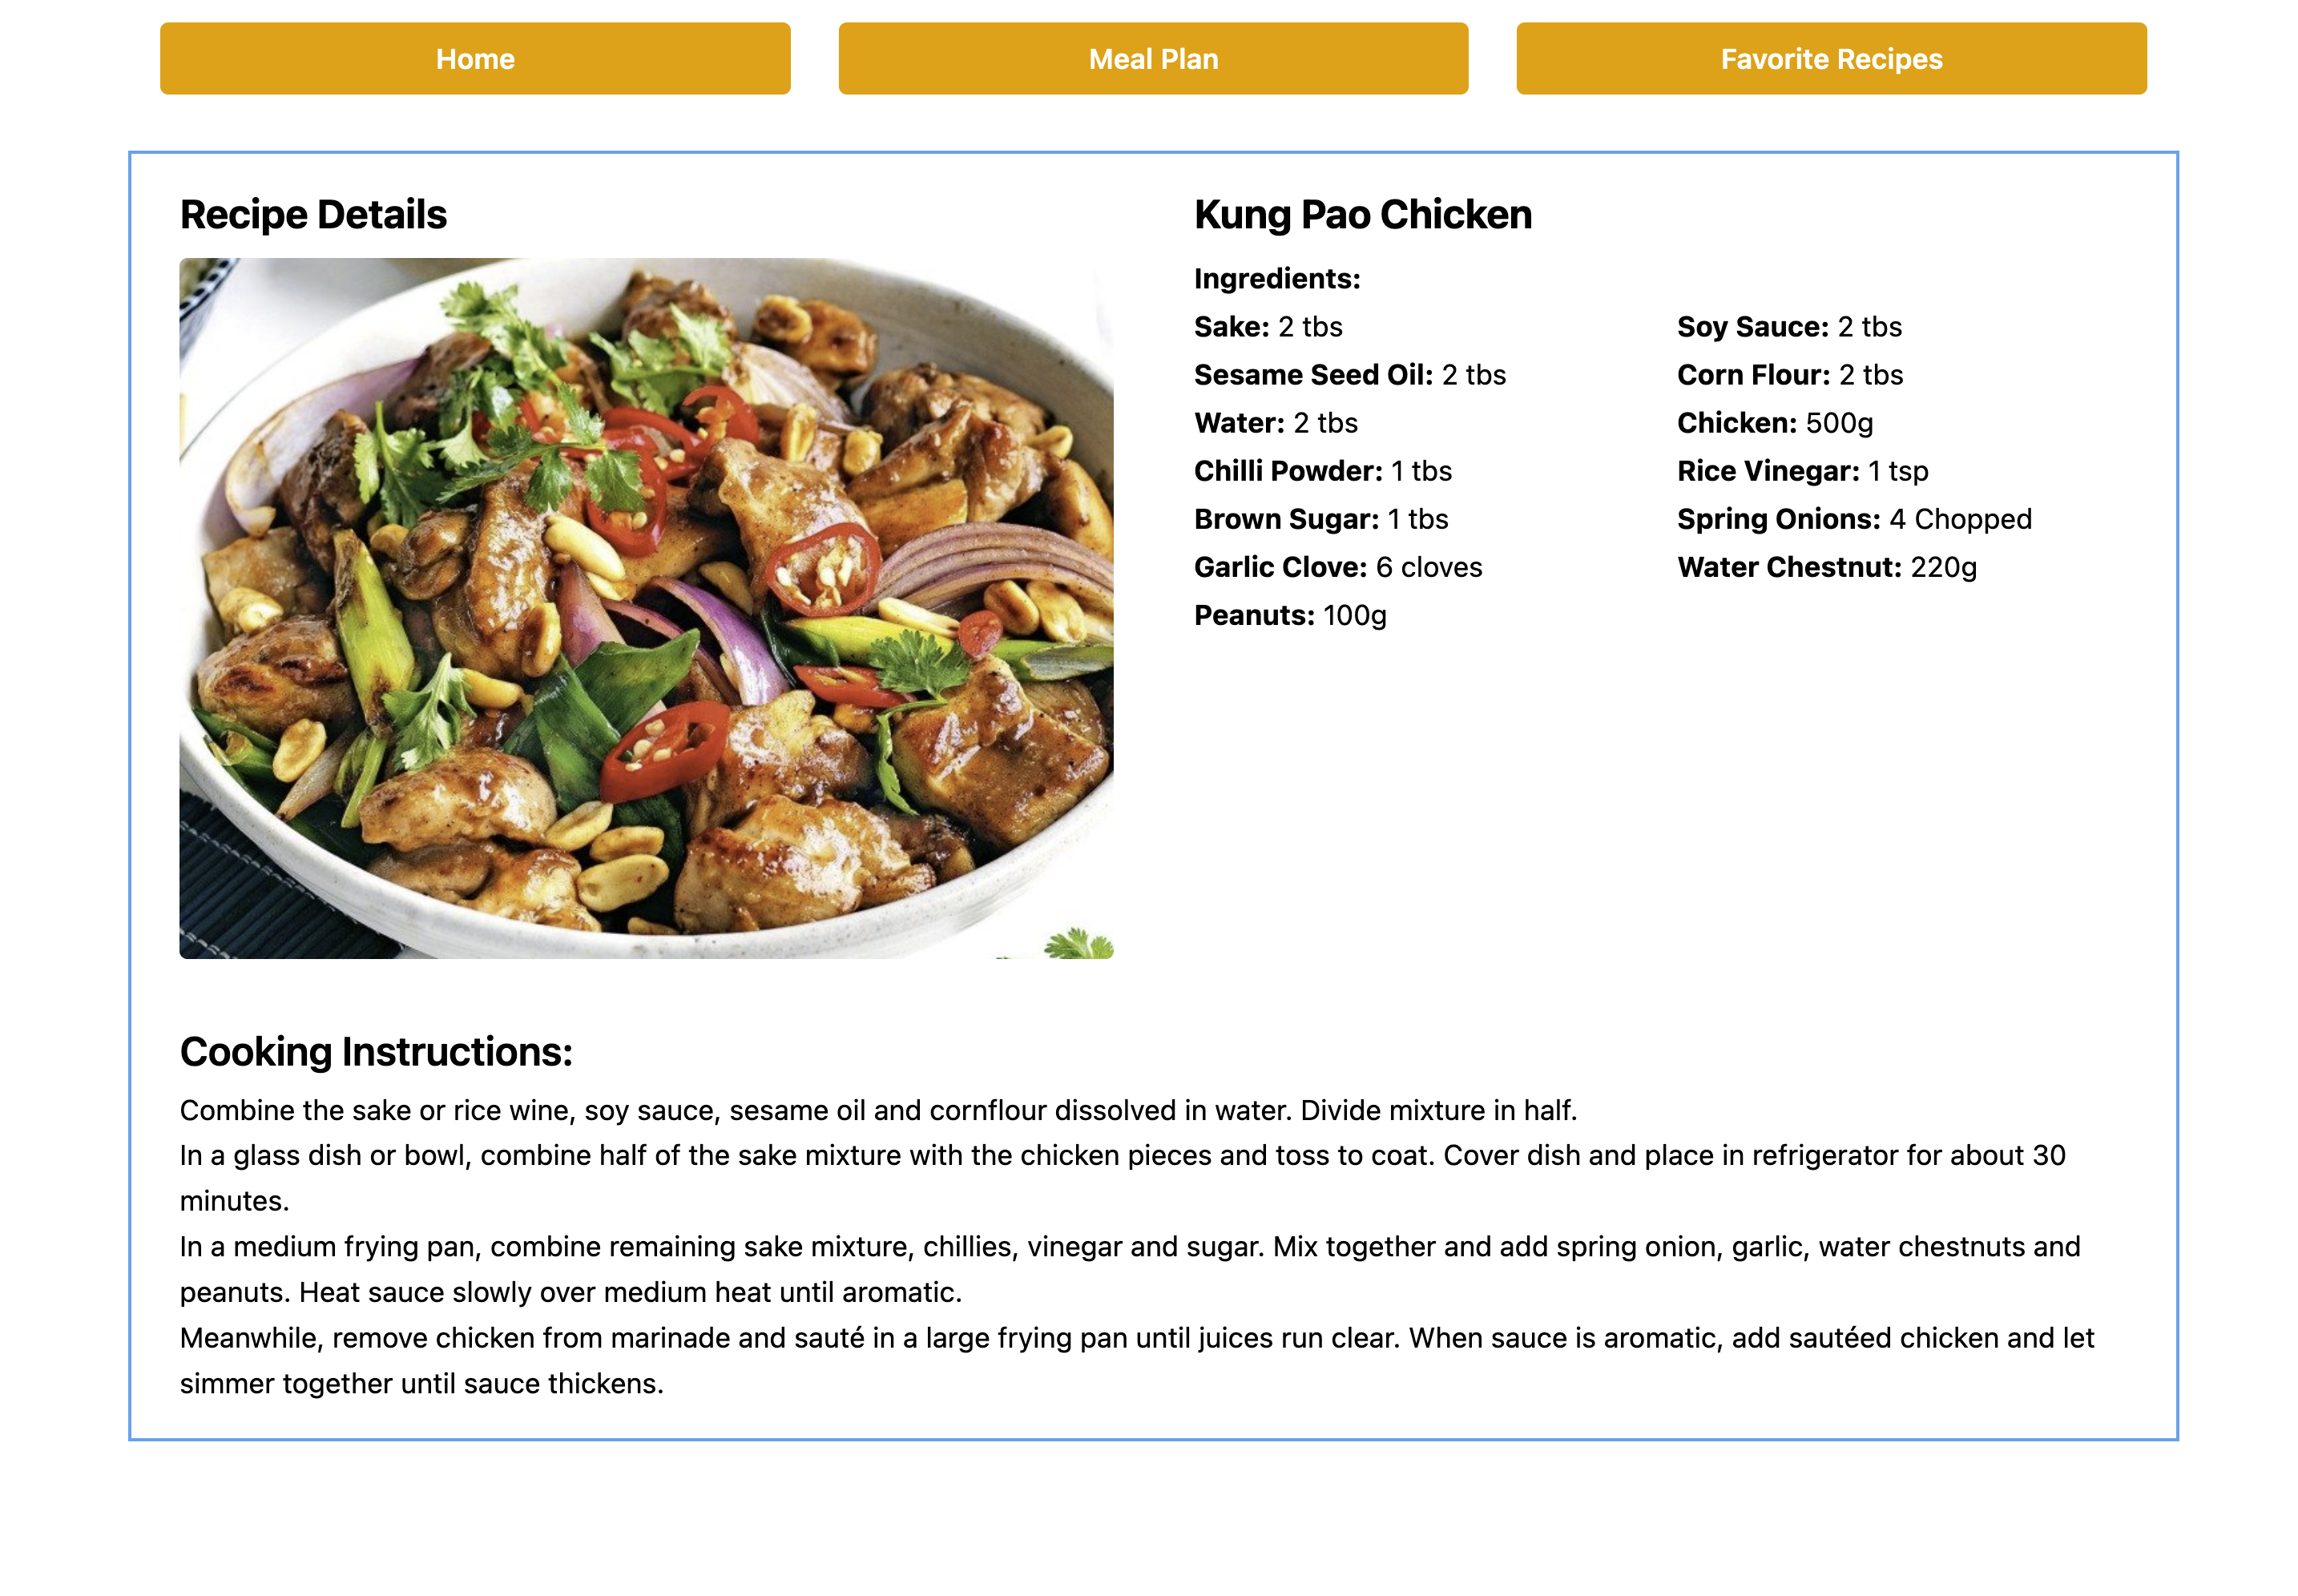 Home
Meal Plan
Favorite Recipes
Recipe Details
Kung Pao Chicken
Ingredients:
Sake: 2 tbs
Soy Sauce: 2 tbs
Sesame Seed Oil: 2 tbs
Corn Flour: 2 tbs
Water: 2 tbs
Chicken: 500g
Chilli Powder: 1 tbs
Rice Vinegar: 1 tsp
Brown Sugar: 1 tbs
Spring Onions: 4 Chopped
Garlic Clove: 6 cloves
Water Chestnut: 220g
Peanuts: 100g
Cooking Instructions:
Combine the sake or rice wine, soy sauce, sesame oil and cornflour dissolved in water. Divide mixture in half.
In a glass dish or bowl, combine half of the sake mixture with the chicken pieces and toss to coat. Cover dish and place in refrigerator for about 30
minutes.
In a medium frying pan, combine remaining sake mixture, chillies, vinegar and sugar. Mix together and add spring onion, garlic, water chestnuts and
peanuts. Heat sauce slowly over medium heat until aromatic.
Meanwhile, remove chicken from marinade and sauté in a large frying pan until juices run clear. When sauce is aromatic, add sautéed chicken and let
simmer together until sauce thickens.